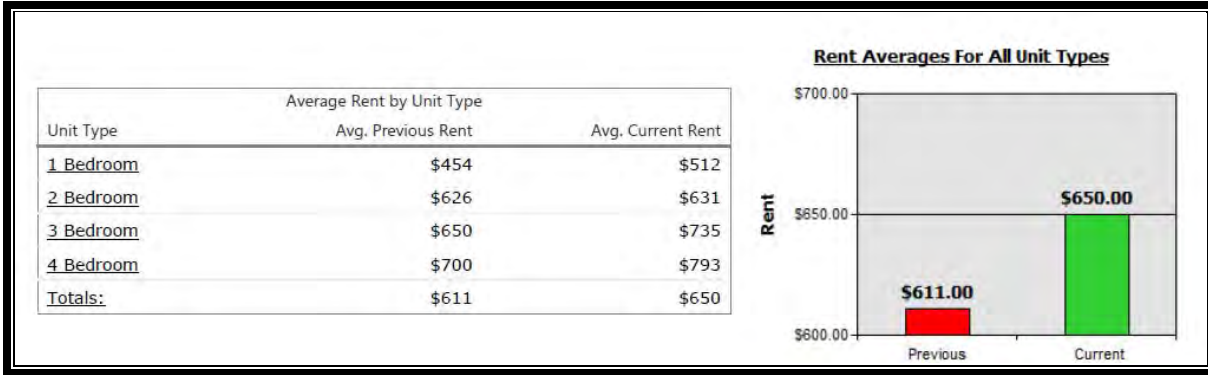 Average Rent by Unit Type
Unit Type Avg. Previous Rent Avg. Current Rent
1 Bedroom $454 $512
2 Bedroom $626 $631
3 Bedroom $650 $735
4 Bedroom $700 $793
Totals: $611 $650
Rent Averages For All Unit Types
$700.00
$650.00
$600.00
Rent
$611.00
$650.00
Previous Current